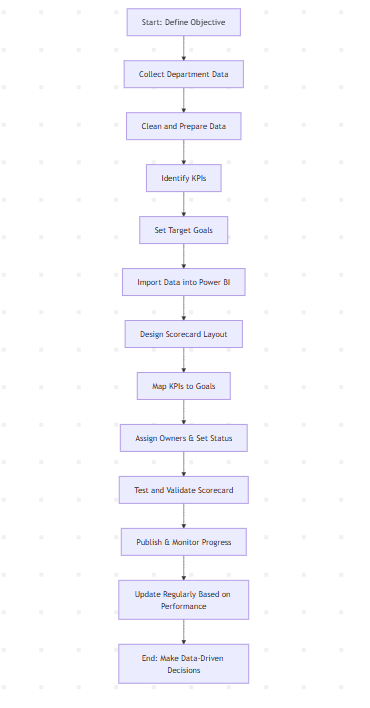 Start: Define Objective
Collect Department Data
Clean and Prepare Data
Identify KPIs
Set Target Goals
Import Data into Power BI
Design Scorecard Layout
Map KPIs to Goals
Assign Owners & Set Status
Test and Validate Scorecard
Publish & Monitor Progress
Update Regularly Based on
Performance
End: Make Data-Driven
Decisions